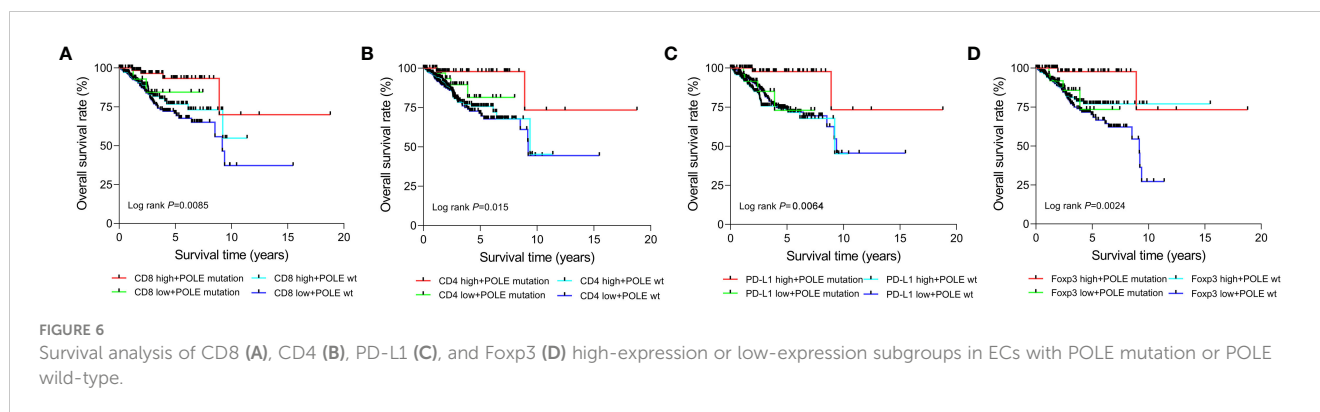 A
B
C
D
Overall survival rate (%)
100
75
50
25
0
Log rank P=0.0085
0 5 10 15 20
Survival time (years)
CD8 high+POLE mutation CD8 high+POLE wt
CD8 low+POLE mutation CD8 low+POLE wt
Overall survival rate (%)
100
75
50
25
0
Log rank P=0.015
0 5 10 15 20
Survival time (years)
CD4 high+POLE mutation CD4 high+POLE wt
CD4 low+POLE mutation CD4 low+POLE wt
Overall survival rate (%)
100
75
50
25
0
Log rank P=0.0064
0 5 10 15 20
Survival time (years)
PD-L1 high+POLE mutation PD-L1 high+POLE wt
PD-L1 low+POLE mutation PD-L1 low+POLE wt
Overall survival rate (%)
100
75
50
25
0
Log rank P=0.0024
0 5 10 15 20
Survival time (years)
Foxp3 high+POLE mutation Foxp3 high+POLE wt
Foxp3 low+POLE mutation Foxp3 low+POLE wt
FIGURE 6
Survival analysis of CD8 (A), CD4 (B), PD-L1 (C), and Foxp3 (D) high-expression or low-expression subgroups in ECs with POLE mutation or POLE
wild-type.